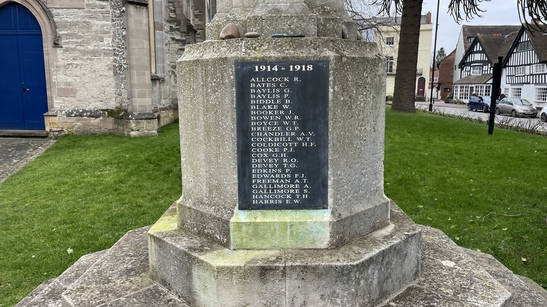 1914 - 1918
ALLCOCK R.
BATES C.
BAYLIS G.
BAYLIS P.
BIDDLE B.
BLAKE W.
BOOKER J.
BOWEN W.R.
BOYCE W.T.
BREEZE G.P.
CHANDLER A.V.
COCKBILL W.T.
COLDICOTT H.F.
COOKE P.J.
COX G.H.
DEVEY R.O.
DEVEY T.G.
EDKINS P.
EDWARDS F.J.
FREEMAN A.T.
GALLIMORE A.
GALLIMORE S.
HANCOCK T.H.
HARRIS E.W.